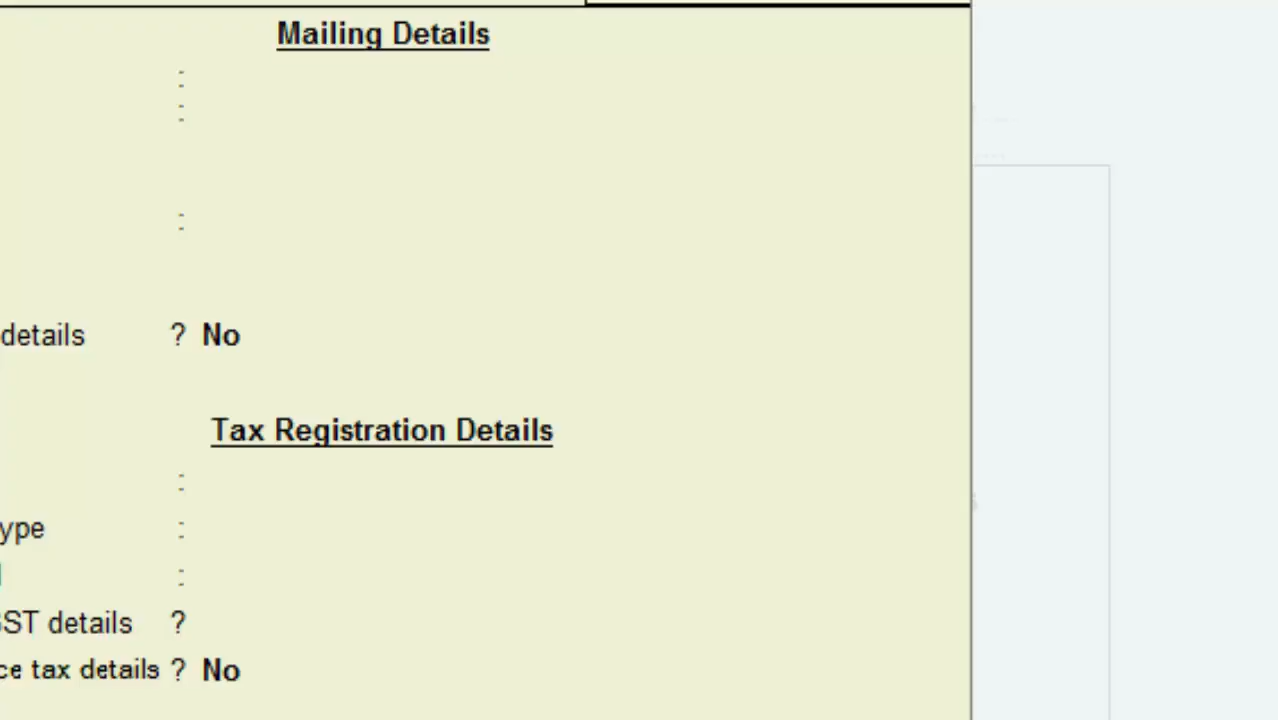 Mailing Details
:
:
:
details ? No
Tax Registration Details
:
ype :
:
ST details ?
ce tax details ? No